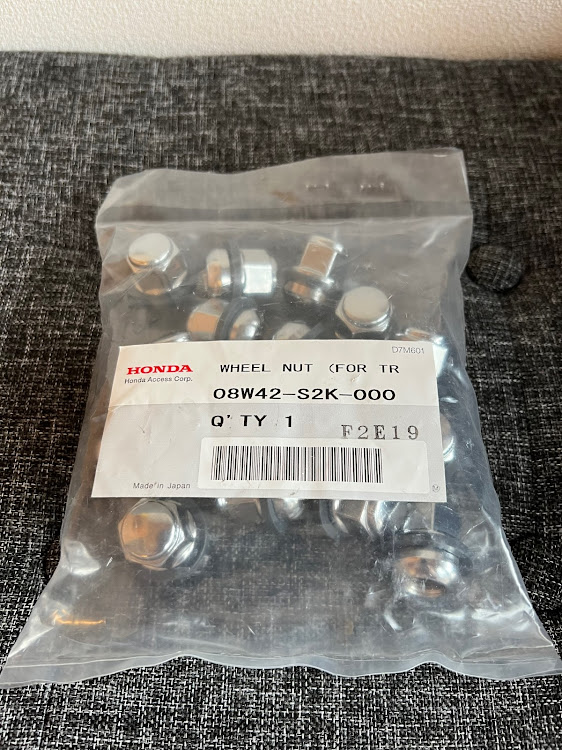 D7M601
HONDA
Honda Access Corp.
WHEEL NUT (FOR TR
08W42-S2K-000
Q'TY 1
F2E19
Made in Japan